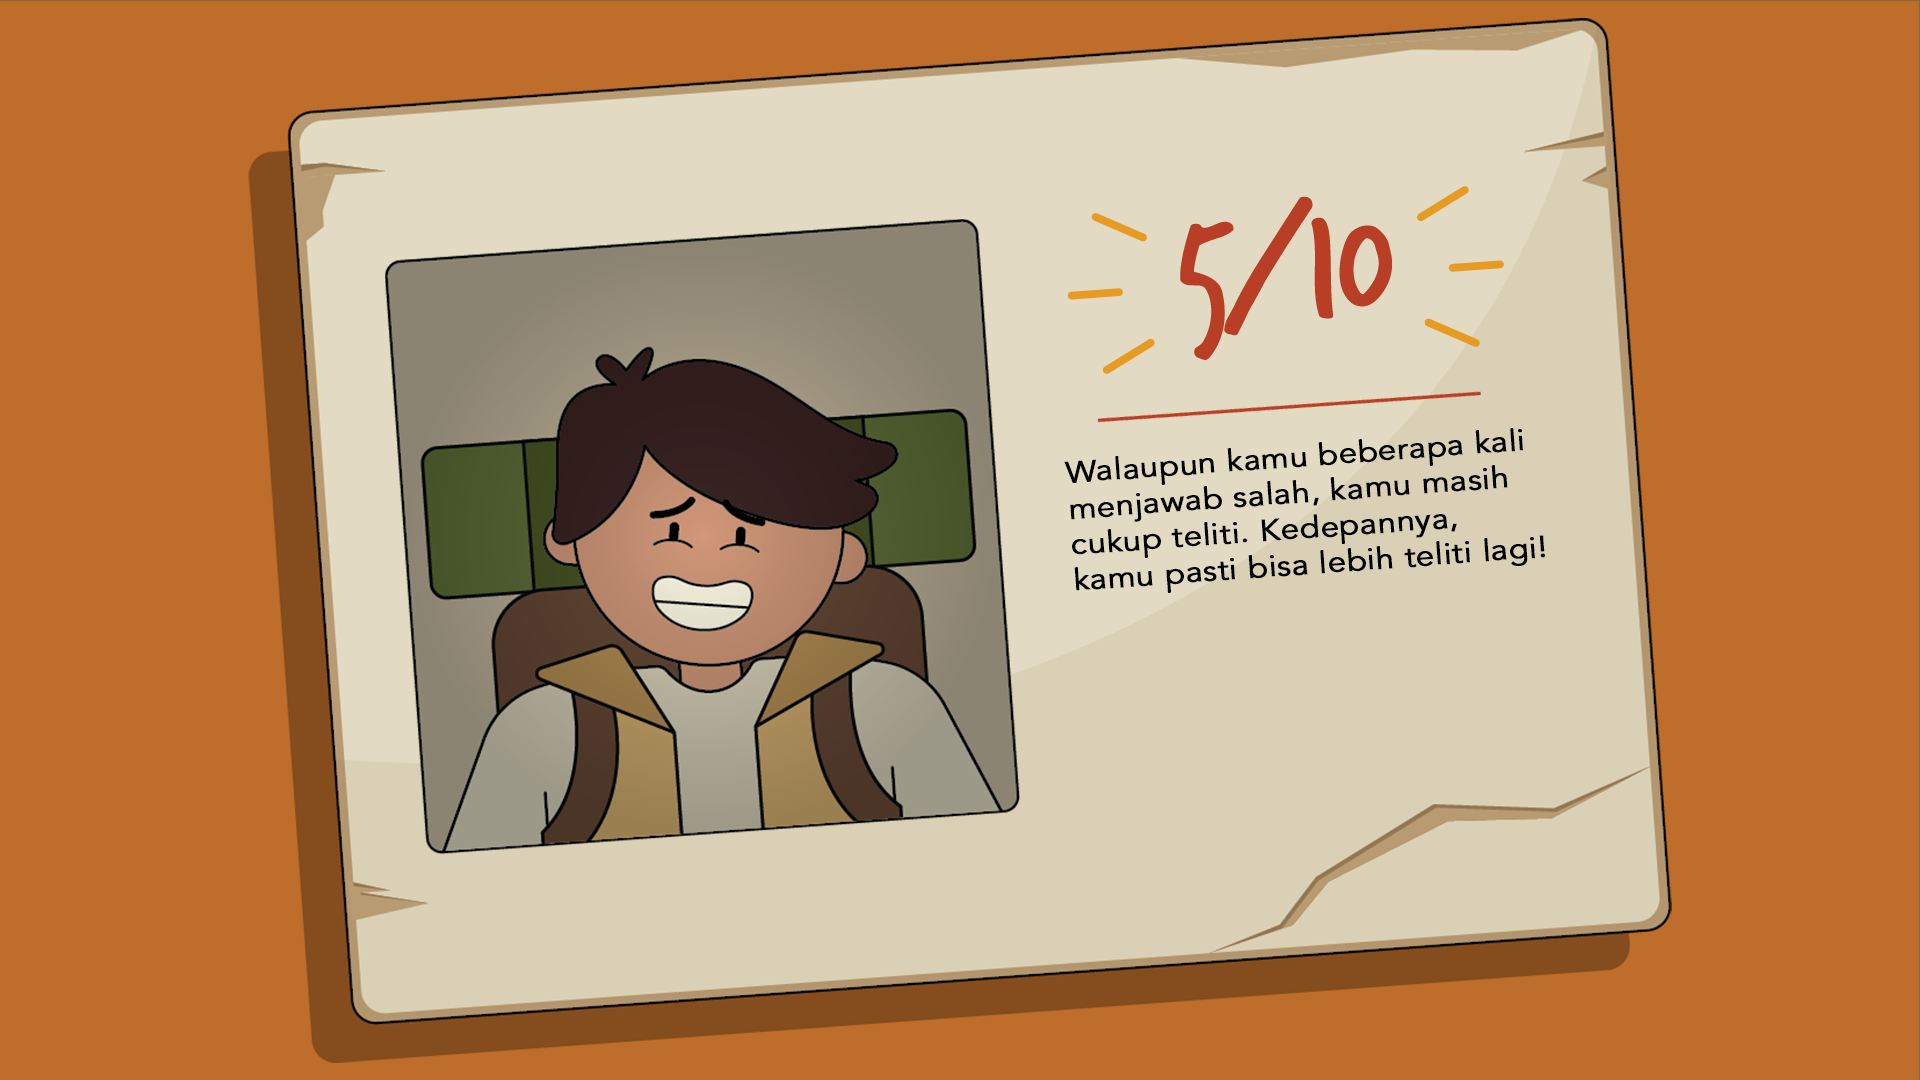 5/10
Walaupun kamu beberapa kali
menjawab salah, kamu masih
cukup teliti. Kedepannya,
kamu pasti bisa lebih teliti lagi!